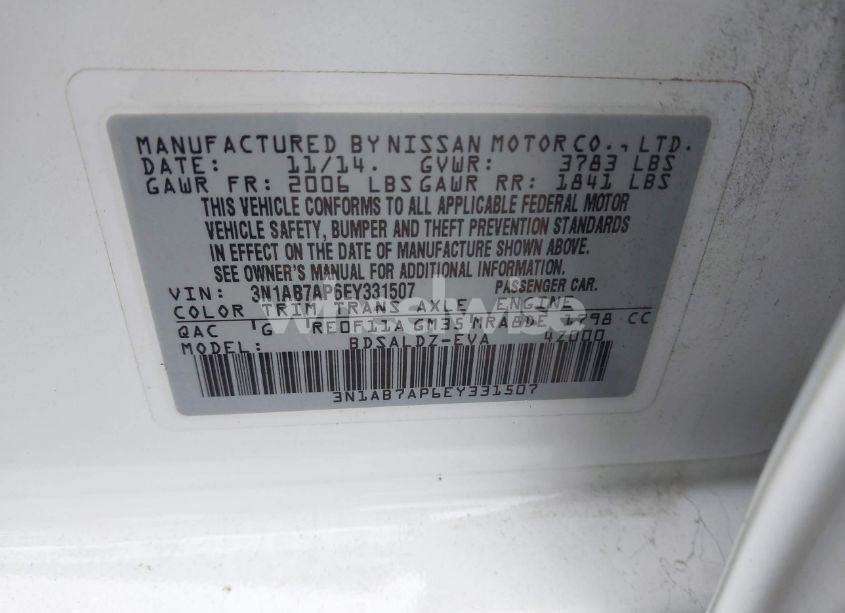 MANUFACTURED BY NISSAN MOTOR CO., LTD.
DATE: 11/14. GVWR: 3783 LBS
GAWR FR: 2006 LBS GAWR RR: 1841 LBS
THIS VEHICLE CONFORMS TO ALL APPLICABLE FEDERAL MOTOR
VEHICLE SAFETY, BUMPER AND THEFT PREVENTION STANDARDS
IN EFFECT ON THE DATE OF MANUFACTURE SHOWN ABOVE.
SEE OWNER'S MANUAL FOR ADDITIONAL INFORMATION.
VIN: 3N1AB7AP6EY331507 PASSENGER CAR.
COLOR TRIM TRANS AXLE ENGINE
QAC G RE0F11A GM35 MRA8DE 1798 CC
MODEL: BDSALDZ-EVA 4Z000
3N1AB7AP6EY331507